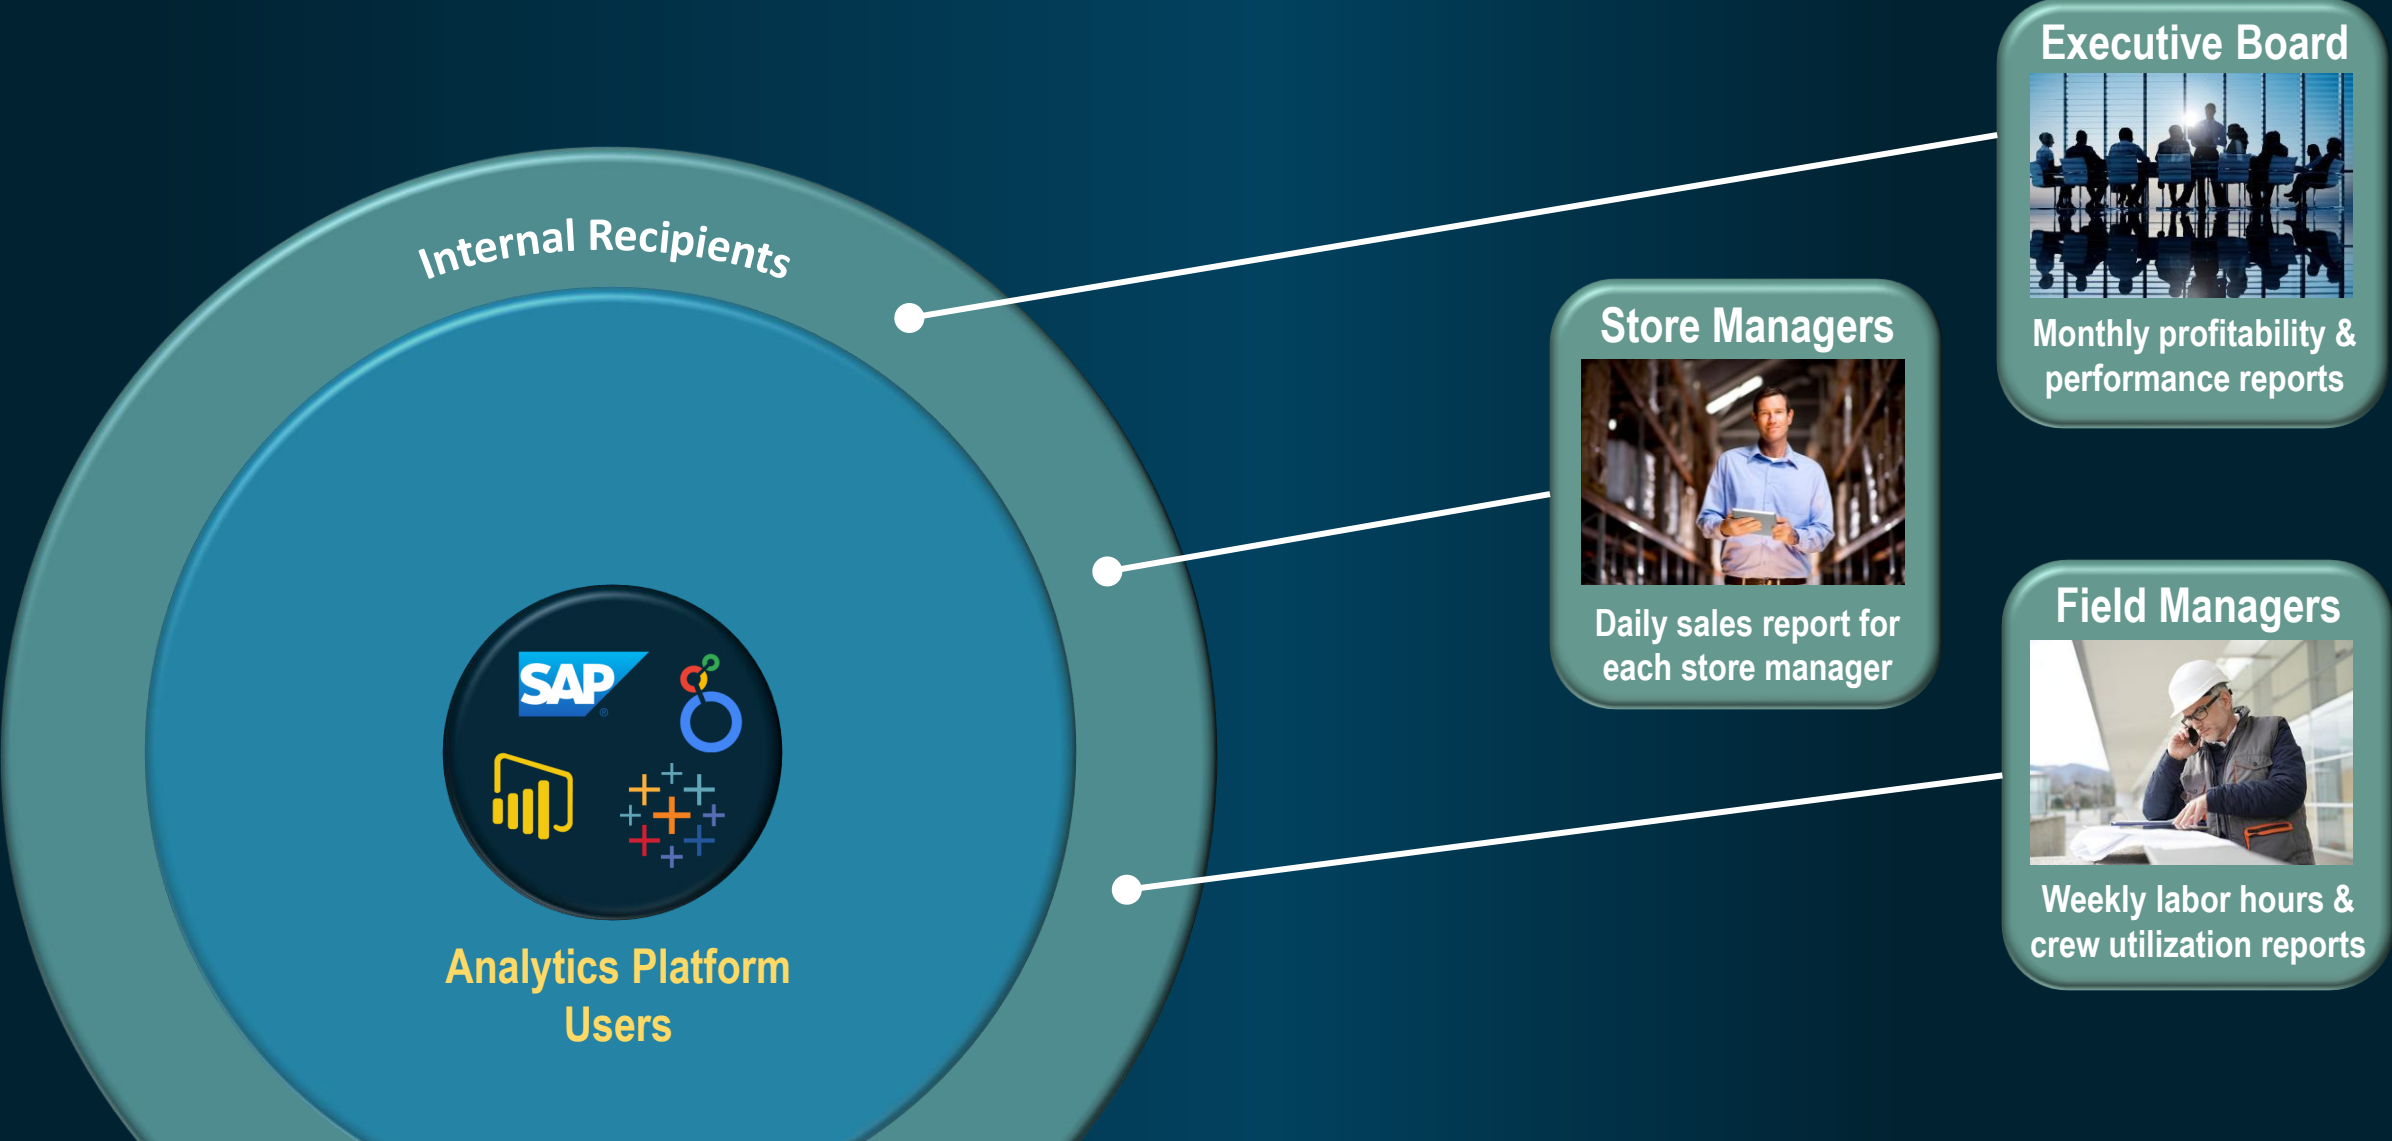 Executive Board
Monthly profitability &
performance reports
Internal Recipients
Store Managers
Daily sales report for
each store manager
Field Managers
Weekly labor hours &
crew utilization reports
SAP
®
Analytics Platform
Users